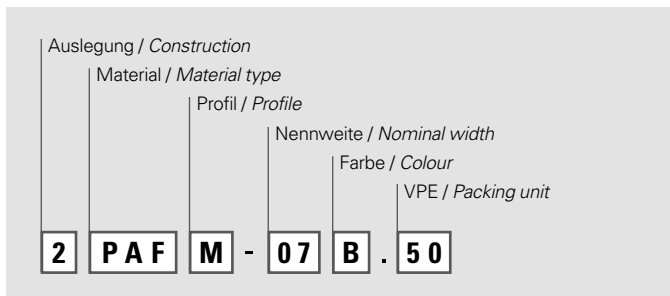 Auslegung / Construction
Material / Material type
Profil / Profile
Nennweite / Nominal width
Farbe / Colour
VPE / Packing unit
2 PAF M - 07 B . 50